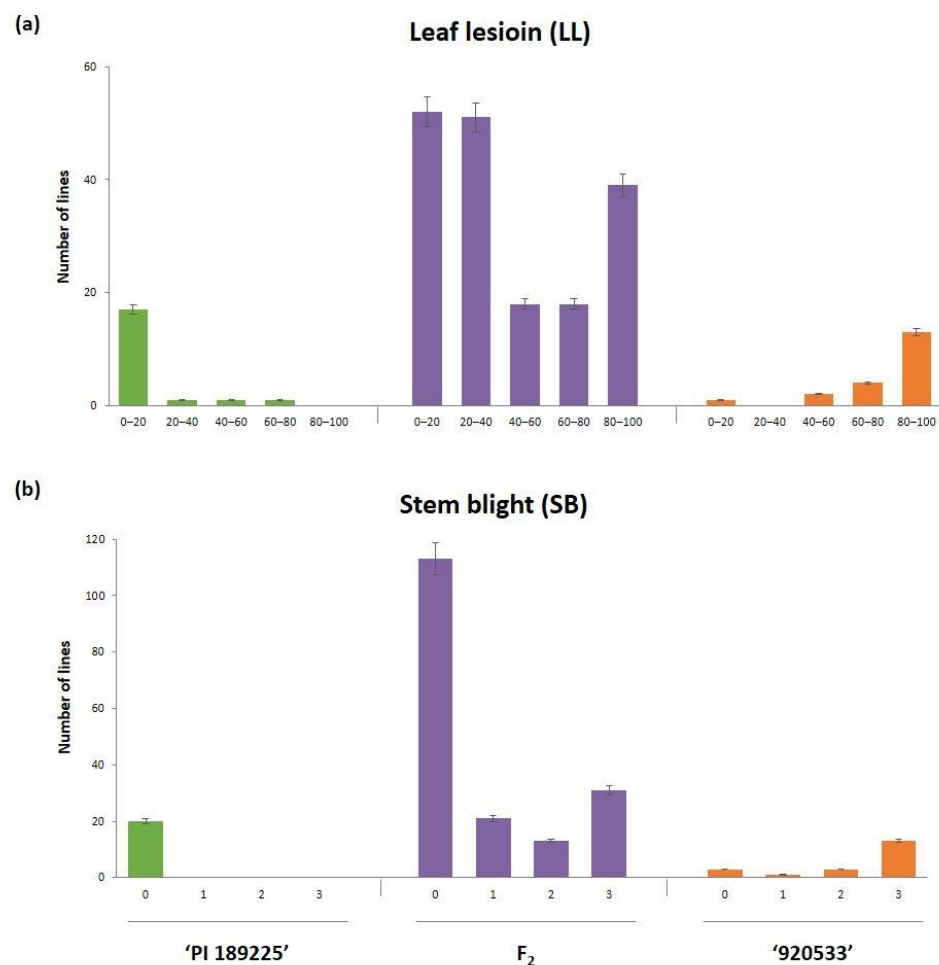 (a)
Leaf lesioin (LL)
Number of lines
60
40
20
0
0–20 20–40 40–60 60–80 80–100 0–20 20–40 40–60 60–80 80–100 0–20 20–40 40–60 60–80 80–100
(b)
Stem blight (SB)
Number of lines
120
100
80
60
40
20
0
0 1 2 3 0 1 2 3 0 1 2 3
‘PI 189225’ F2 ‘920533’